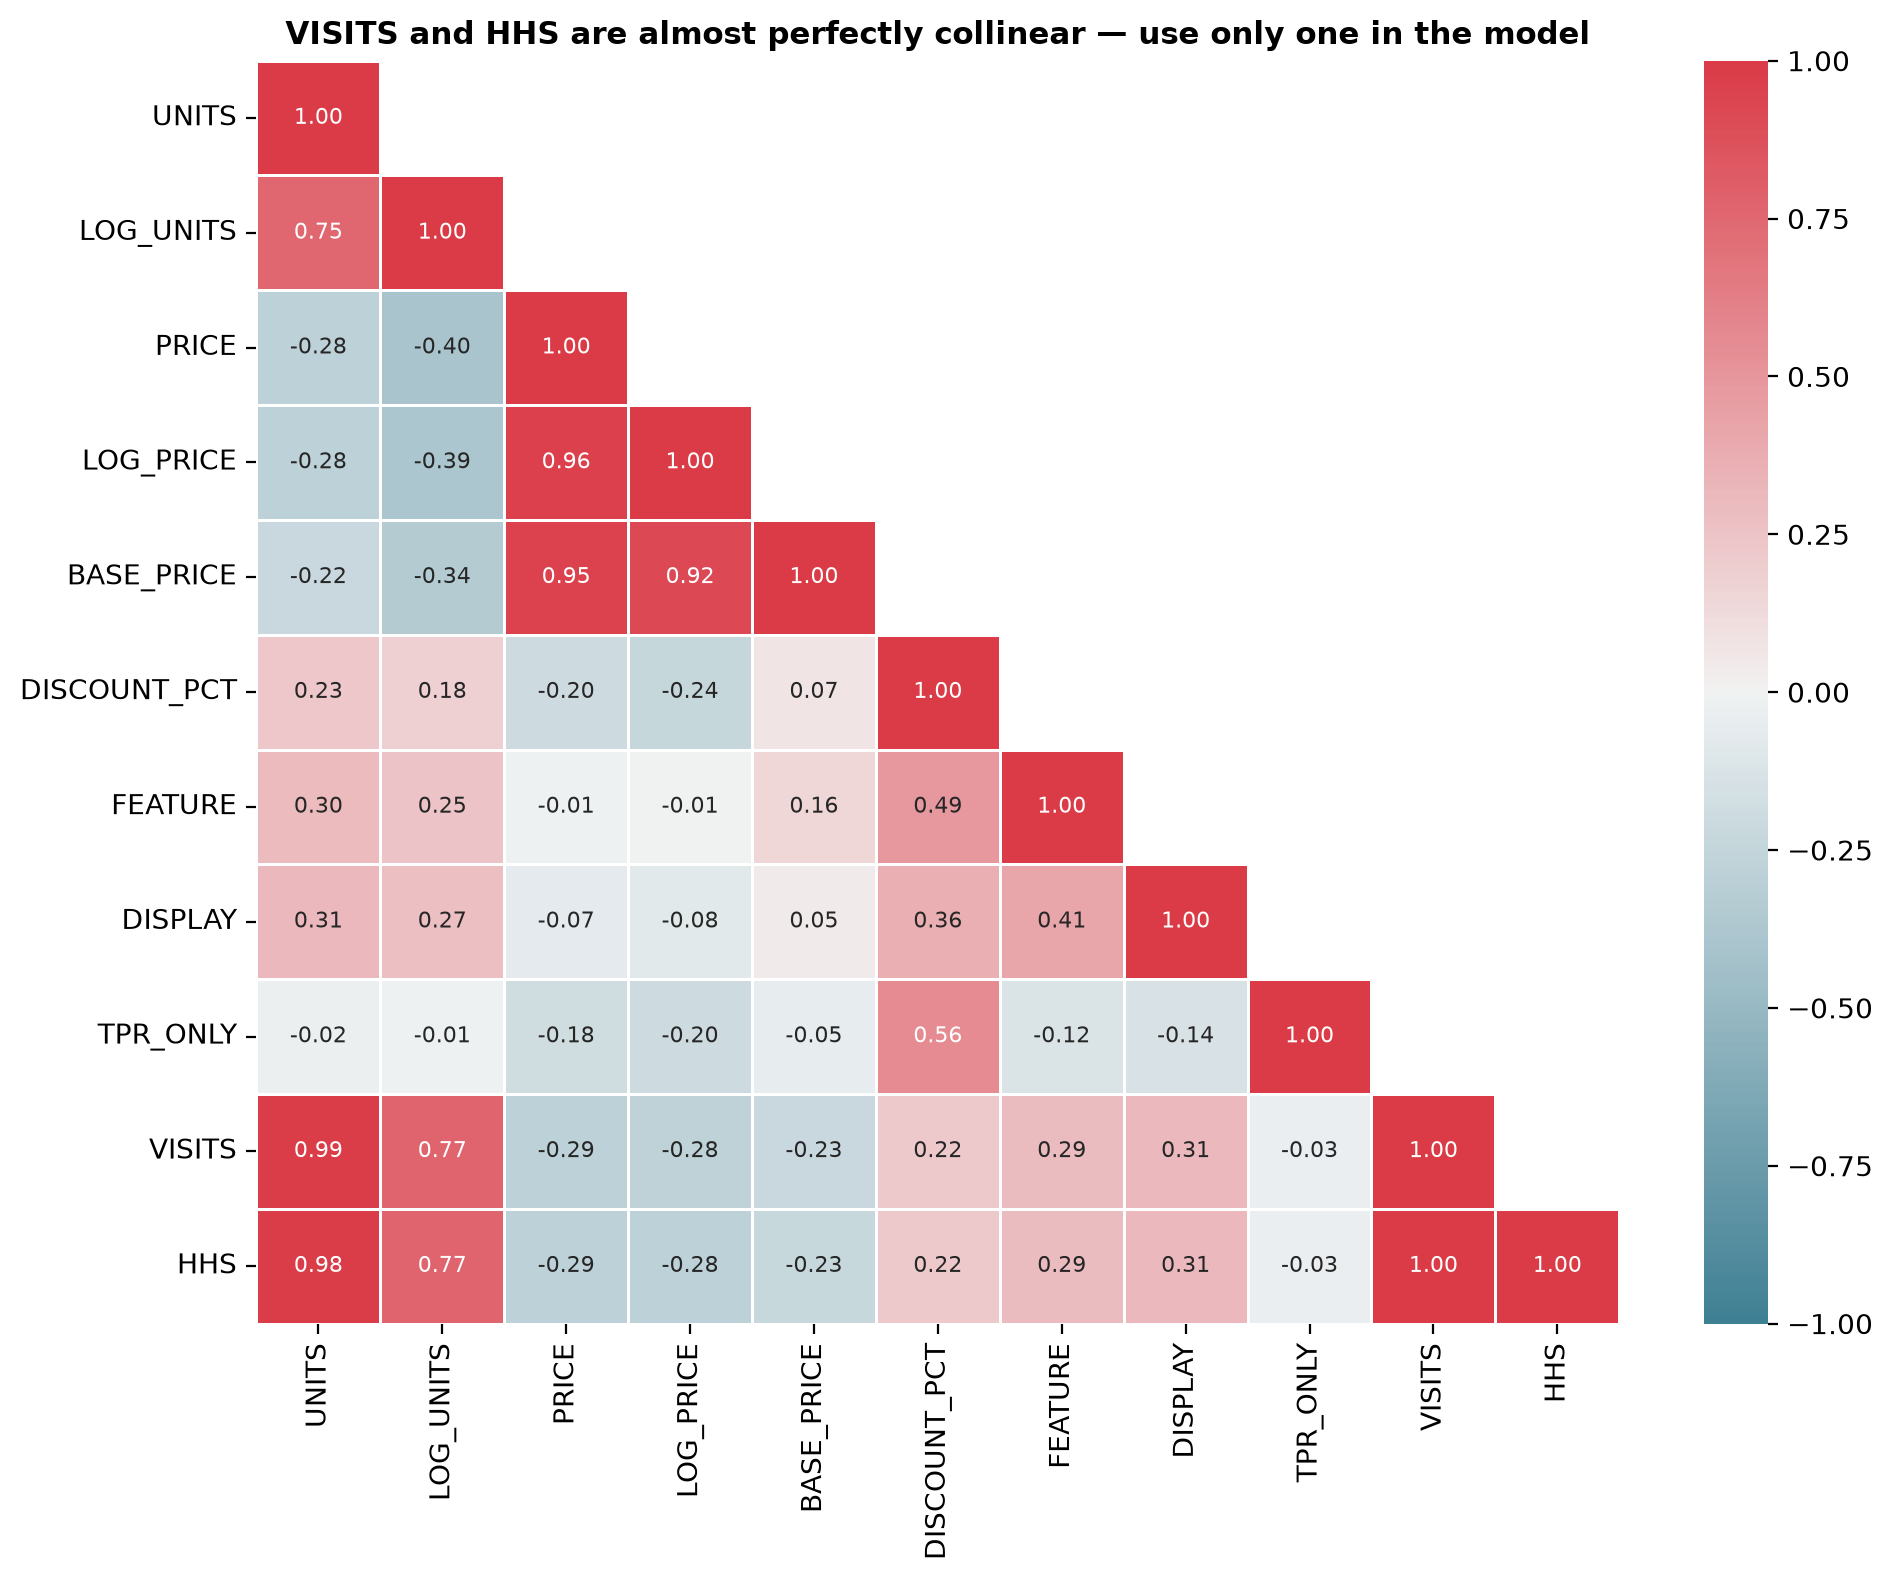 VISITS and HHS are almost perfectly collinear — use only one in the model
UNITS 1.00
LOG_UNITS 0.75 1.00
PRICE -0.28 -0.40 1.00
LOG_PRICE -0.28 -0.39 0.96 1.00
BASE_PRICE -0.22 -0.34 0.95 0.92 1.00
DISCOUNT_PCT 0.23 0.18 -0.20 -0.24 0.07 1.00
FEATURE 0.30 0.25 -0.01 -0.01 0.16 0.49 1.00
DISPLAY 0.31 0.27 -0.07 -0.08 0.05 0.36 0.41 1.00
TPR_ONLY -0.02 -0.01 -0.18 -0.20 -0.05 0.56 -0.12 -0.14 1.00
VISITS 0.99 0.77 -0.29 -0.28 -0.23 0.22 0.29 0.31 -0.03 1.00
HHS 0.98 0.77 -0.29 -0.28 -0.23 0.22 0.29 0.31 -0.03 1.00 1.00
UNITS
LOG_UNITS
PRICE
LOG_PRICE
BASE_PRICE
DISCOUNT_PCT
FEATURE
DISPLAY
TPR_ONLY
VISITS
HHS
1.00
0.75
0.50
0.25
0.00
−0.25
−0.50
−0.75
−1.00